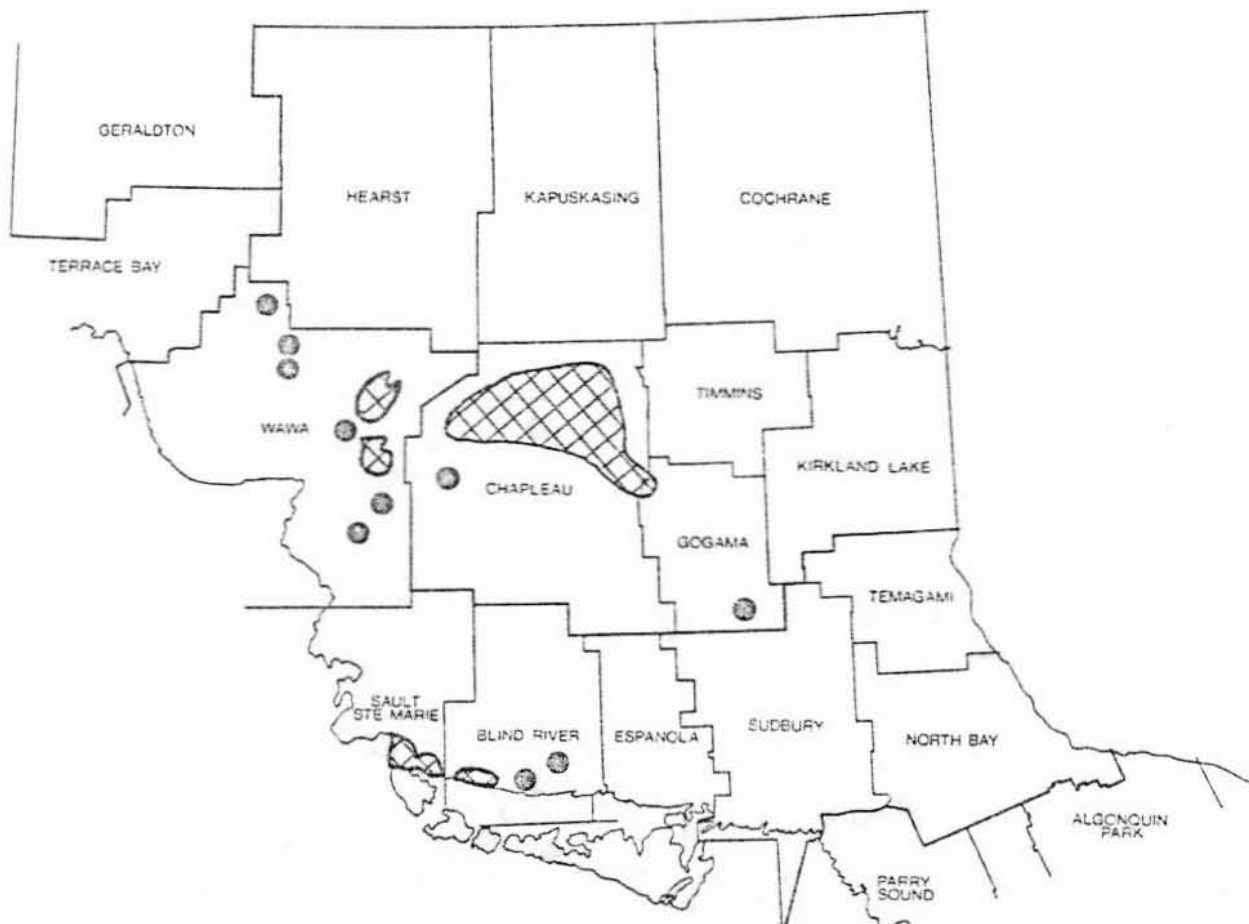 GERALDTON
HEARST
KAPUSKASING
COCHRANE
TERRACE BAY
TIMMINS
WAWA
KIRKLAND LAKE
CHAPLEAU
GOGAMA
TEMAGAMI
SAULT
STE MARIE
BLIND RIVER
ESPANOLA
SUDBURY
NORTH BAY
ALGONQUIN
PARK
PARRY
SOUND